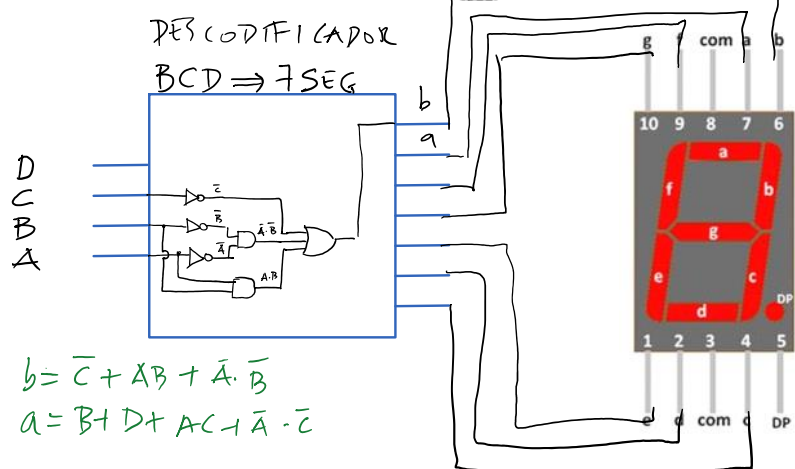 DESCODIFICADOR
BCD ⇒ 7SEG
b
a
D
C
B
A
C̅
B̅
A̅
A̅·B̅
A·B
b = C̅ + AB + A̅·B̅
a = B + D + AC + A̅·C̅
g f com a b
10 9 8 7 6
a
f b
g
e c
d DP
1 2 3 4 5
e d com c DP